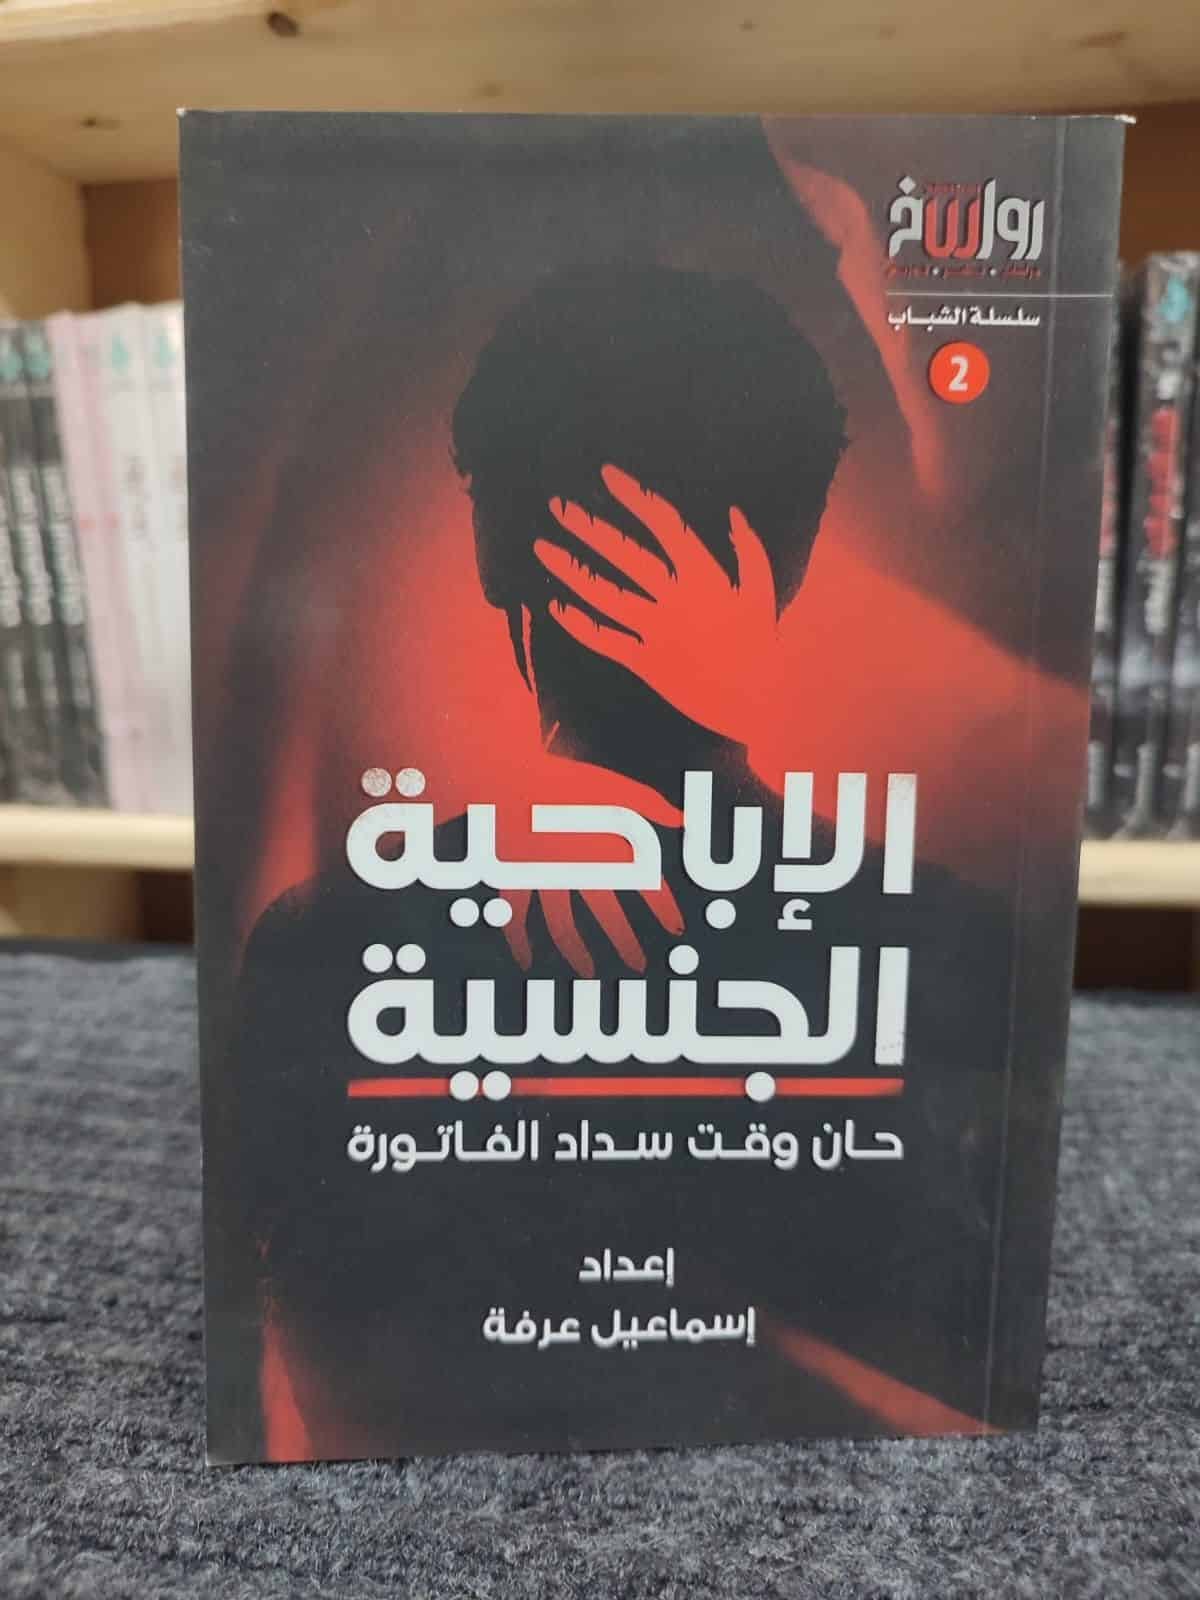 رواسخ
سلسلة الشباب
2
الإباحية
الجنسية
حان وقت سداد الفاتورة
إعداد
إسماعيل عرفة